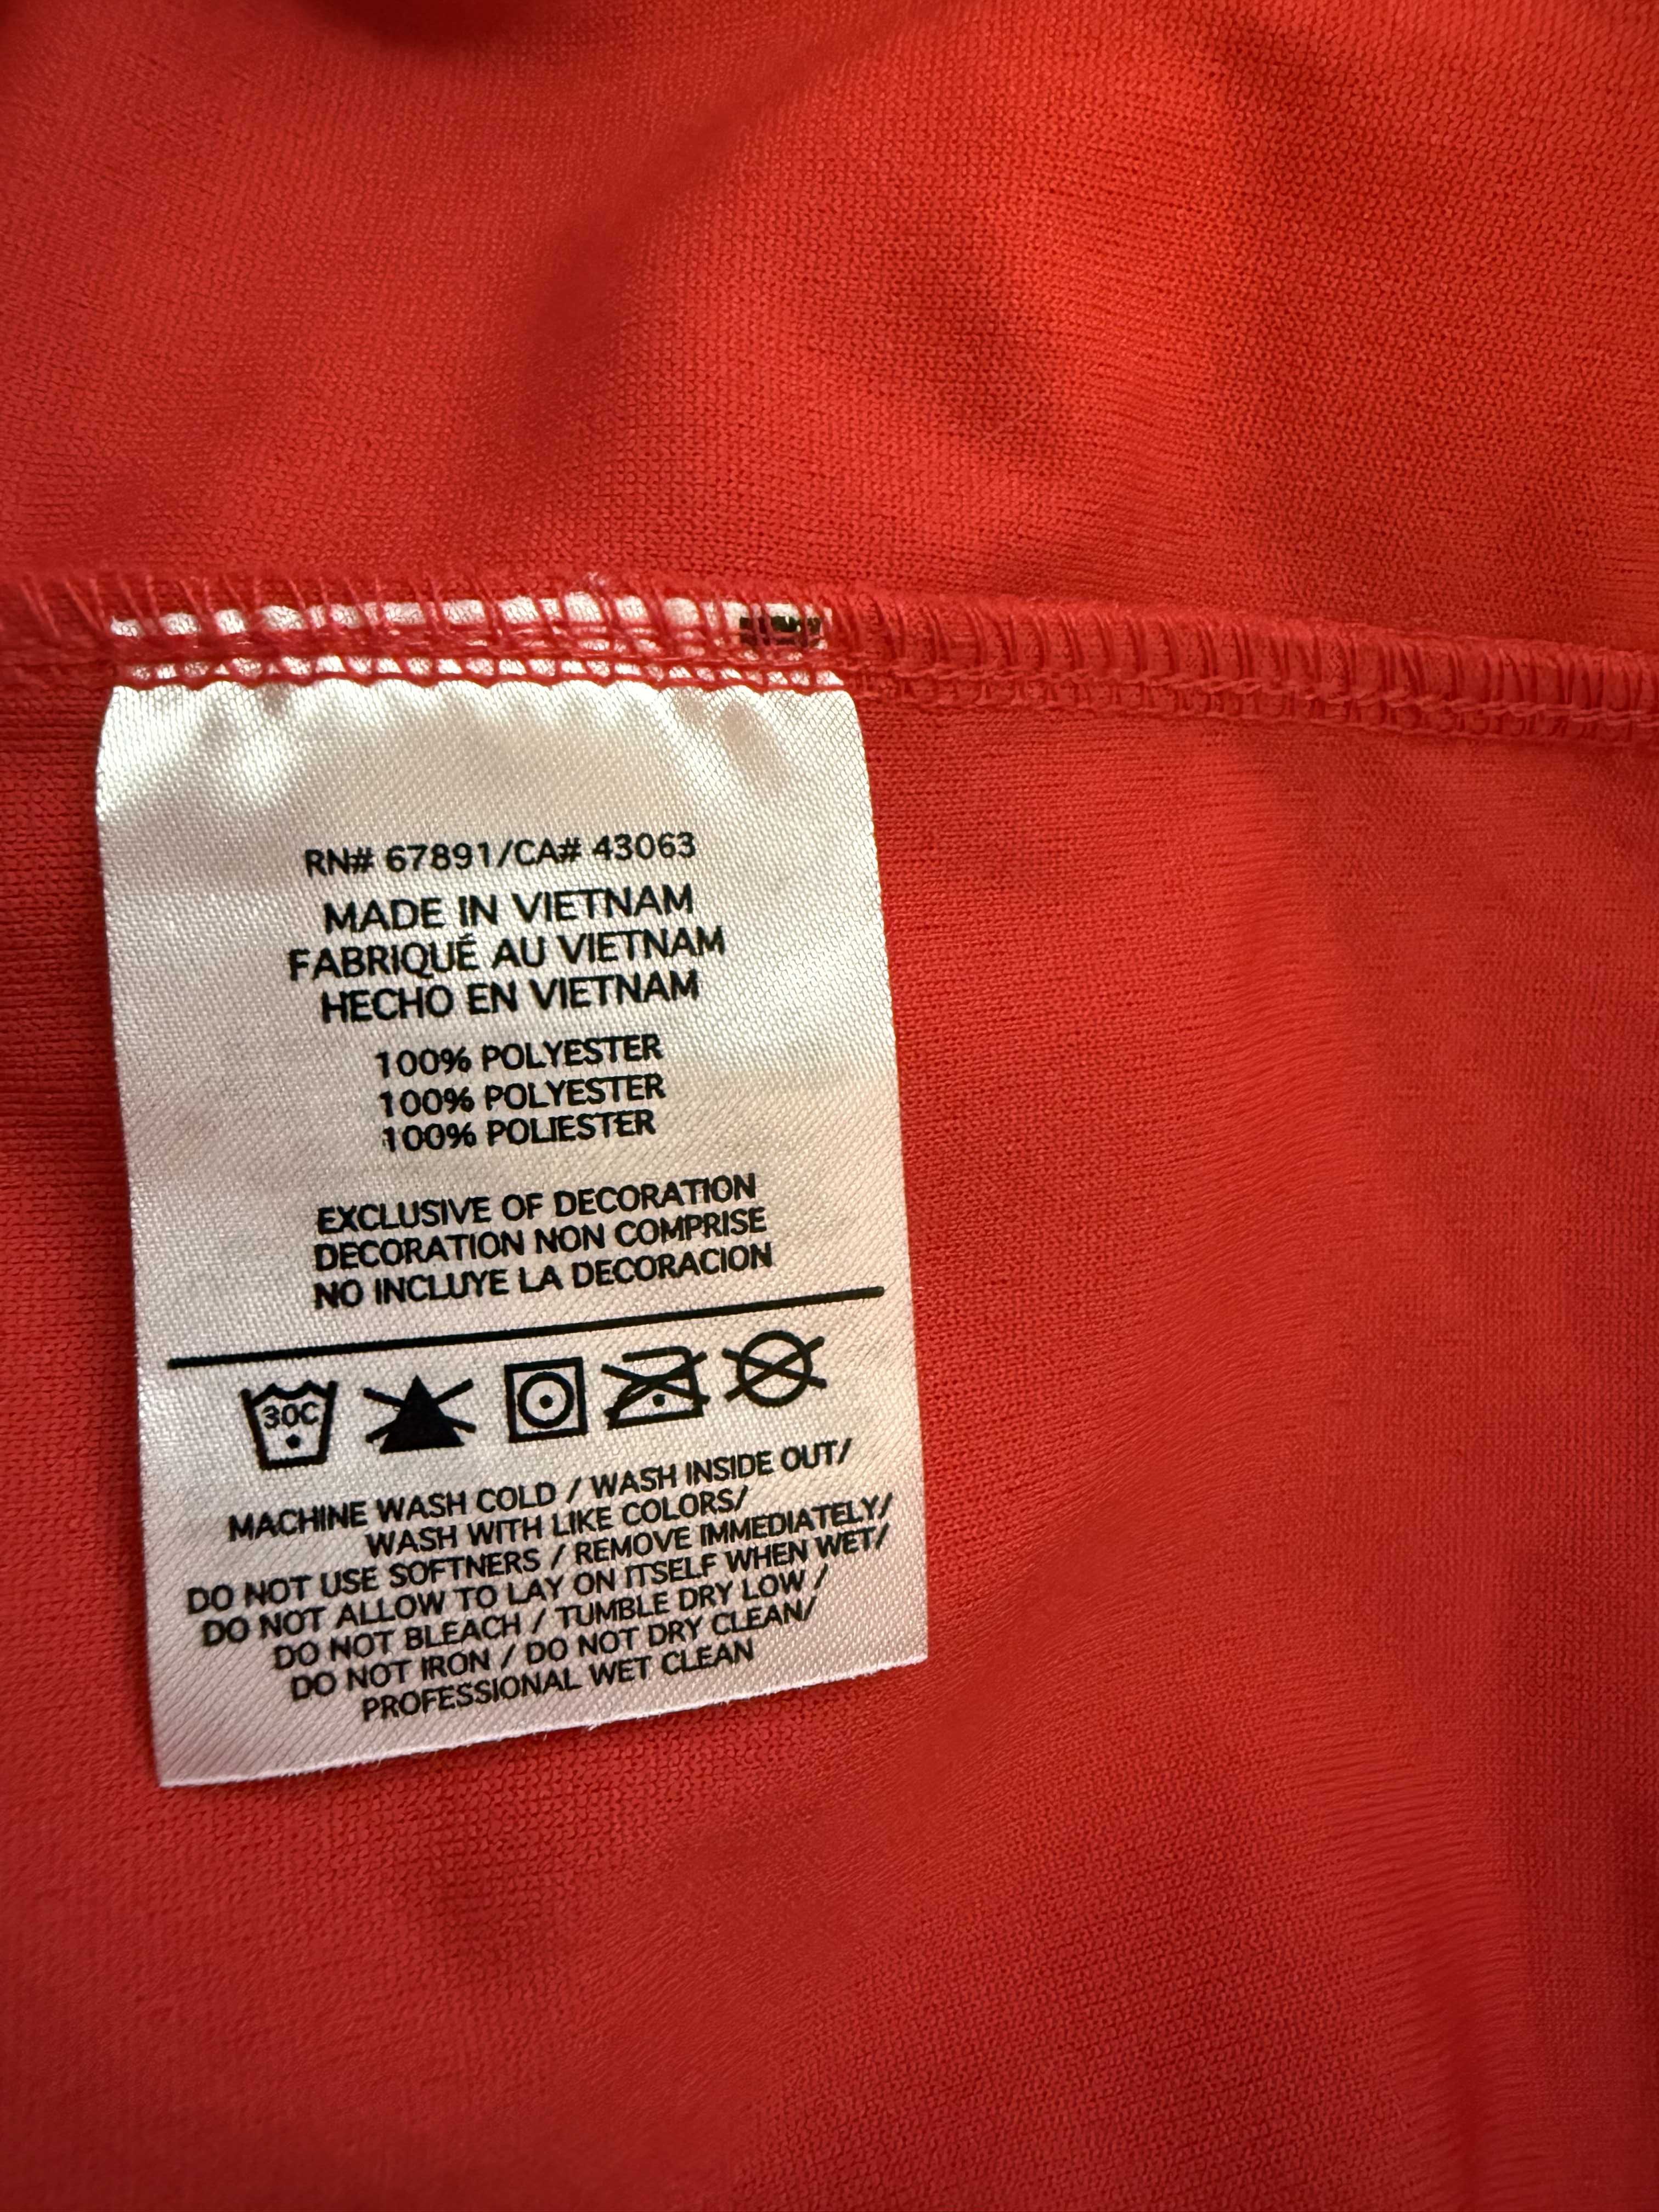 RN# 67891/CA# 43063
MADE IN VIETNAM
FABRIQUÉ AU VIETNAM
HECHO EN VIETNAM
100% POLYESTER
100% POLYESTER
100% POLIESTER
EXCLUSIVE OF DECORATION
DECORATION NON COMPRISE
NO INCLUYE LA DECORACION
30C
MACHINE WASH COLD / WASH INSIDE OUT/
WASH WITH LIKE COLORS/
DO NOT USE SOFTNERS / REMOVE IMMEDIATELY/
DO NOT ALLOW TO LAY ON ITSELF WHEN WET/
DO NOT BLEACH / TUMBLE DRY LOW /
DO NOT IRON / DO NOT DRY CLEAN/
PROFESSIONAL WET CLEAN